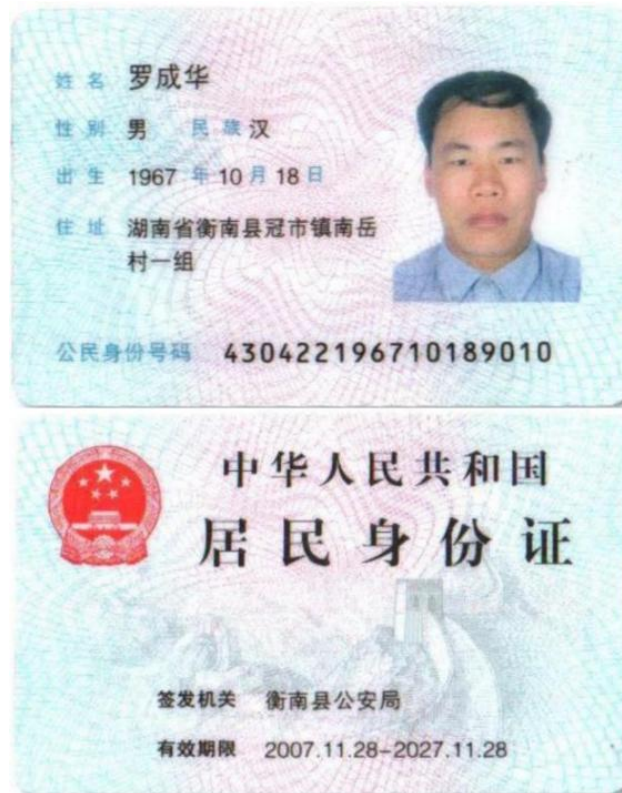 姓名 罗成华
性别 男 民族 汉
出生 1967 年 10 月 18 日
住址 湖南省衡南县冠市镇南岳
村一组
公民身份号码 430422196710189010
中华人民共和国
居民身份证
签发机关 衡南县公安局
有效期限 2007.11.28-2027.11.28